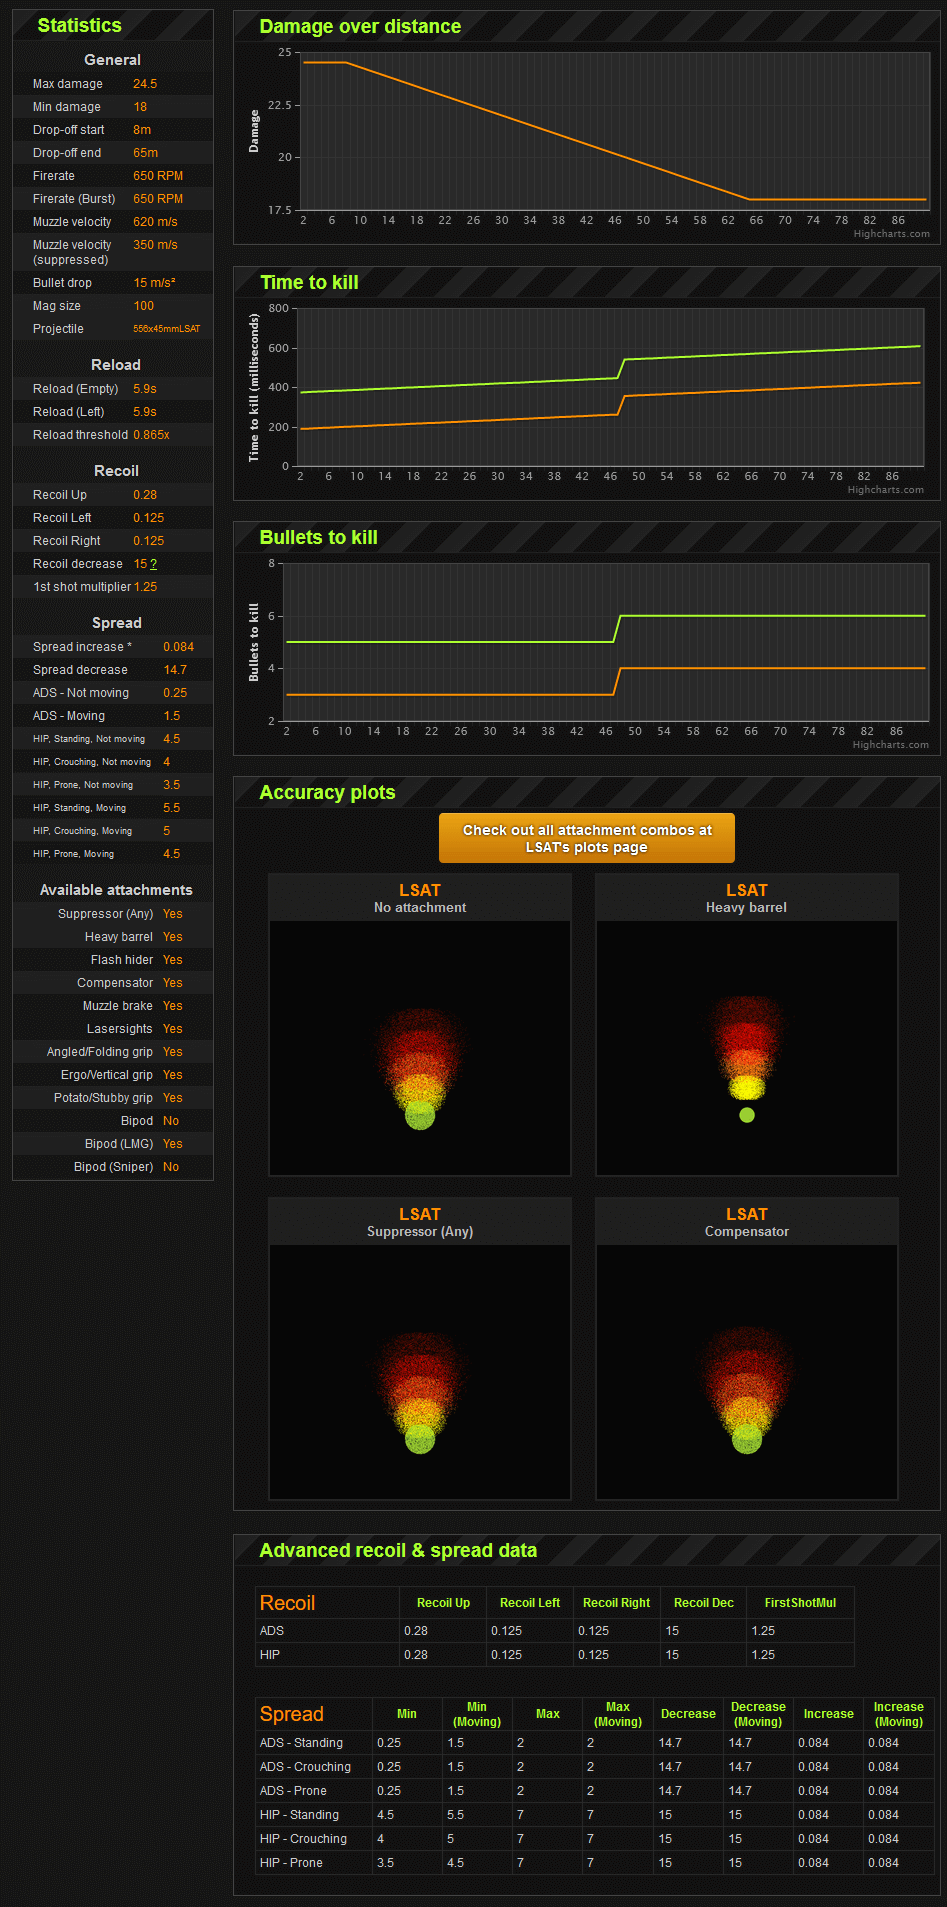 Statistics
General
Max damage 24.5
Min damage 18
Drop-off start 8m
Drop-off end 65m
Firerate 650 RPM
Firerate (Burst) 650 RPM
Muzzle velocity 620 m/s
Muzzle velocity 350 m/s
(suppressed)
Bullet drop 15 m/s²
Mag size 100
Projectile 556x45mmLSAT
Reload
Reload (Empty) 5.9s
Reload (Left) 5.9s
Reload threshold 0.865x
Recoil
Recoil Up 0.28
Recoil Left 0.125
Recoil Right 0.125
Recoil decrease 15 ?
1st shot multiplier 1.25
Spread
Spread increase * 0.084
Spread decrease 14.7
ADS - Not moving 0.25
ADS - Moving 1.5
HIP, Standing, Not moving 4.5
HIP, Crouching, Not moving 4
HIP, Prone, Not moving 3.5
HIP, Standing, Moving 5.5
HIP, Crouching, Moving 5
HIP, Prone, Moving 4.5
Available attachments
Suppressor (Any) Yes
Heavy barrel Yes
Flash hider Yes
Compensator Yes
Muzzle brake Yes
Lasersights Yes
Angled/Folding grip Yes
Ergo/Vertical grip Yes
Potato/Stubby grip Yes
Bipod No
Bipod (LMG) Yes
Bipod (Sniper) No
Damage over distance
Damage
25
22.5
20
17.5
2 6 10 14 18 22 26 30 34 38 42 46 50 54 58 62 66 70 74 78 82 86
Highcharts.com
Time to kill
Time to kill (milliseconds)
800
600
400
200
0
2 6 10 14 18 22 26 30 34 38 42 46 50 54 58 62 66 70 74 78 82 86
Highcharts.com
Bullets to kill
Bullets to kill
8
6
4
2
2 6 10 14 18 22 26 30 34 38 42 46 50 54 58 62 66 70 74 78 82 86
Highcharts.com
Accuracy plots
Check out all attachment combos at
LSAT's plots page
LSAT
No attachment
LSAT
Heavy barrel
LSAT
Suppressor (Any)
LSAT
Compensator
Advanced recoil & spread data
Recoil Recoil Up Recoil Left Recoil Right Recoil Dec FirstShotMul
ADS 0.28 0.125 0.125 15 1.25
HIP 0.28 0.125 0.125 15 1.25
Spread Min Min (Moving) Max Max (Moving) Decrease Decrease (Moving) Increase Increase (Moving)
ADS - Standing 0.25 1.5 2 2 14.7 14.7 0.084 0.084
ADS - Crouching 0.25 1.5 2 2 14.7 14.7 0.084 0.084
ADS - Prone 0.25 1.5 2 2 14.7 14.7 0.084 0.084
HIP - Standing 4.5 5.5 7 7 15 15 0.084 0.084
HIP - Crouching 4 5 7 7 15 15 0.084 0.084
HIP - Prone 3.5 4.5 7 7 15 15 0.084 0.084